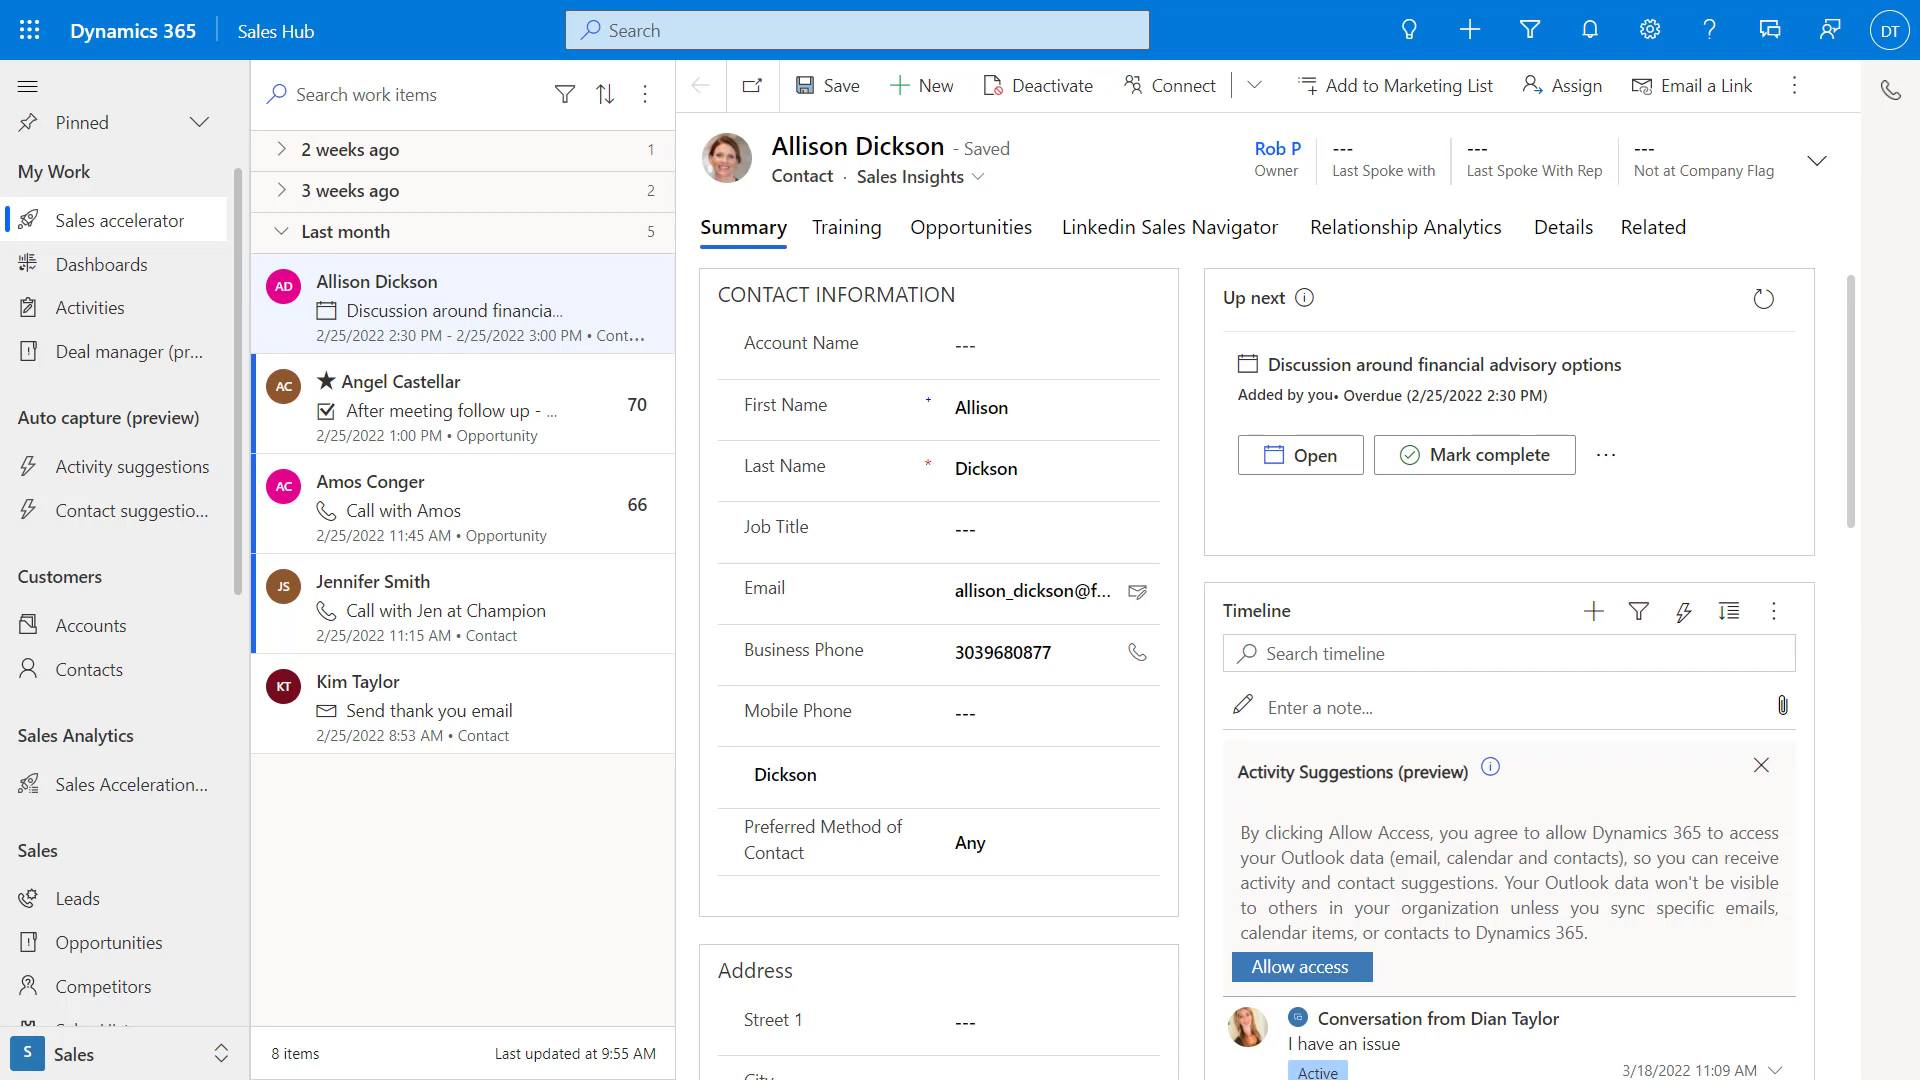 Dynamics 365
Sales Hub
Search
DT
Pinned
My Work
Sales accelerator
Dashboards
Activities
Deal manager (pr...
Auto capture (preview)
Activity suggestions
Contact suggestio...
Customers
Accounts
Contacts
Sales Analytics
Sales Acceleration...
Sales
Leads
Opportunities
Competitors
S
Sales
Search work items
2 weeks ago 1
3 weeks ago 2
Last month 5
AD
Allison Dickson
Discussion around financia...
2/25/2022 2:30 PM - 2/25/2022 3:00 PM • Cont...
AC
★ Angel Castellar
After meeting follow up - ...
70
2/25/2022 1:00 PM • Opportunity
AC
Amos Conger
Call with Amos
66
2/25/2022 11:45 AM • Opportunity
JS
Jennifer Smith
Call with Jen at Champion
2/25/2022 11:15 AM • Contact
KT
Kim Taylor
Send thank you email
2/25/2022 8:53 AM • Contact
8 items
Last updated at 9:55 AM
Save
New
Deactivate
Connect
Add to Marketing List
Assign
Email a Link
Allison Dickson - Saved
Contact · Sales Insights
Rob P
Owner
---
Last Spoke with
---
Last Spoke With Rep
---
Not at Company Flag
Summary
Training
Opportunities
Linkedin Sales Navigator
Relationship Analytics
Details
Related
CONTACT INFORMATION
Account Name ---
First Name + Allison
Last Name * Dickson
Job Title ---
Email allison_dickson@f...
Business Phone 3039680877
Mobile Phone ---
Dickson
Preferred Method of
Contact
Any
Address
Street 1 ---
Up next
Discussion around financial advisory options
Added by you• Overdue (2/25/2022 2:30 PM)
Open
Mark complete
...
Timeline
Search timeline
Enter a note...
Activity Suggestions (preview)
By clicking Allow Access, you agree to allow Dynamics 365 to access
your Outlook data (email, calendar and contacts), so you can receive
activity and contact suggestions. Your Outlook data won't be visible
to others in your organization unless you sync specific emails,
calendar items, or contacts to Dynamics 365.
Allow access
Conversation from Dian Taylor
I have an issue
Active
3/18/2022 11:09 AM